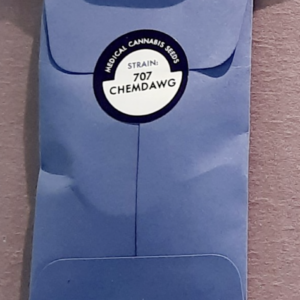 MEDICAL CANNABIS SEEDS
STRAIN:
707
CHEMDAWG